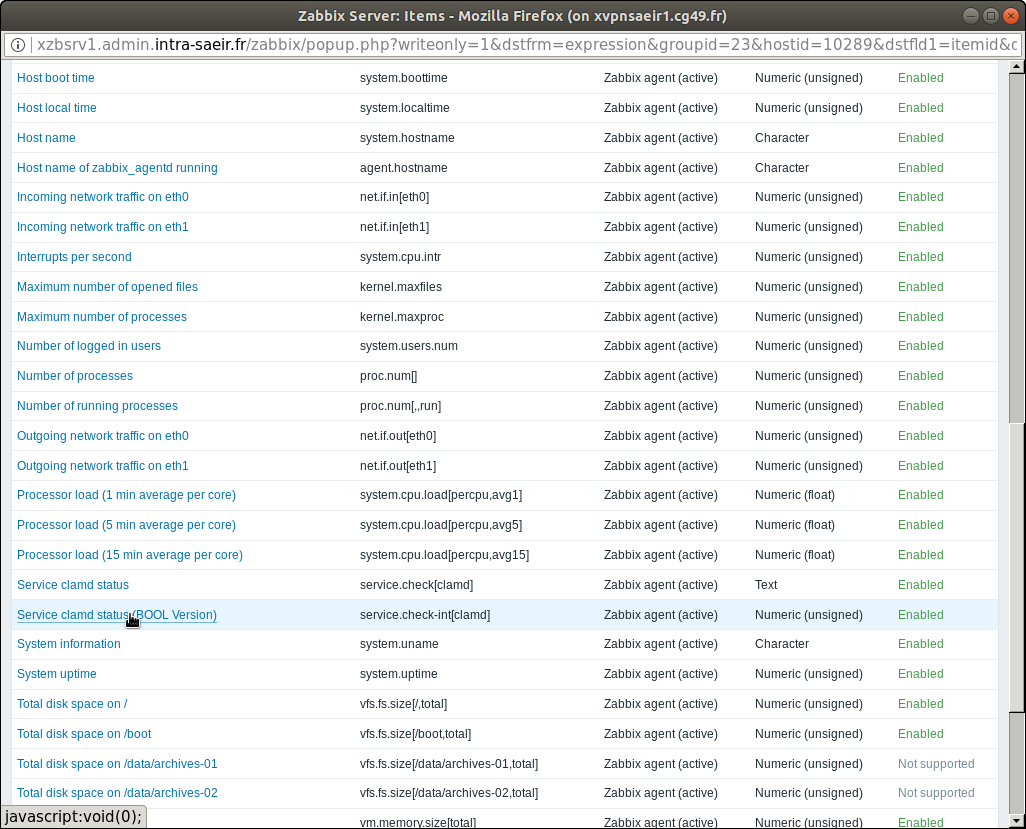 Zabbix Server: Items - Mozilla Firefox (on xvpnsaeir1.cg49.fr)
xzbsrv1.admin.intra-saeir.fr/zabbix/popup.php?writeonly=1&dstfrm=expression&groupid=23&hostid=10289&dstfld1=itemid&
Host boot time system.boottime Zabbix agent (active) Numeric (unsigned) Enabled
Host local time system.localtime Zabbix agent (active) Numeric (unsigned) Enabled
Host name system.hostname Zabbix agent (active) Character Enabled
Host name of zabbix_agentd running agent.hostname Zabbix agent (active) Character Enabled
Incoming network traffic on eth0 net.if.in[eth0] Zabbix agent (active) Numeric (unsigned) Enabled
Incoming network traffic on eth1 net.if.in[eth1] Zabbix agent (active) Numeric (unsigned) Enabled
Interrupts per second system.cpu.intr Zabbix agent (active) Numeric (unsigned) Enabled
Maximum number of opened files kernel.maxfiles Zabbix agent (active) Numeric (unsigned) Enabled
Maximum number of processes kernel.maxproc Zabbix agent (active) Numeric (unsigned) Enabled
Number of logged in users system.users.num Zabbix agent (active) Numeric (unsigned) Enabled
Number of processes proc.num[] Zabbix agent (active) Numeric (unsigned) Enabled
Number of running processes proc.num[,,run] Zabbix agent (active) Numeric (unsigned) Enabled
Outgoing network traffic on eth0 net.if.out[eth0] Zabbix agent (active) Numeric (unsigned) Enabled
Outgoing network traffic on eth1 net.if.out[eth1] Zabbix agent (active) Numeric (unsigned) Enabled
Processor load (1 min average per core) system.cpu.load[percpu,avg1] Zabbix agent (active) Numeric (float) Enabled
Processor load (5 min average per core) system.cpu.load[percpu,avg5] Zabbix agent (active) Numeric (float) Enabled
Processor load (15 min average per core) system.cpu.load[percpu,avg15] Zabbix agent (active) Numeric (float) Enabled
Service clamd status service.check[clamd] Zabbix agent (active) Text Enabled
Service clamd status (BOOL Version) service.check-int[clamd] Zabbix agent (active) Numeric (unsigned) Enabled
System information system.uname Zabbix agent (active) Character Enabled
System uptime system.uptime Zabbix agent (active) Numeric (unsigned) Enabled
Total disk space on / vfs.fs.size[/,total] Zabbix agent (active) Numeric (unsigned) Enabled
Total disk space on /boot vfs.fs.size[/boot,total] Zabbix agent (active) Numeric (unsigned) Enabled
Total disk space on /data/archives-01 vfs.fs.size[/data/archives-01,total] Zabbix agent (active) Numeric (unsigned) Not supported
Total disk space on /data/archives-02 vfs.fs.size[/data/archives-02,total] Zabbix agent (active) Numeric (unsigned) Not supported
vm.memory.size[total] Zabbix agent (active) Numeric (unsigned) Enabled
javascript:void(0);